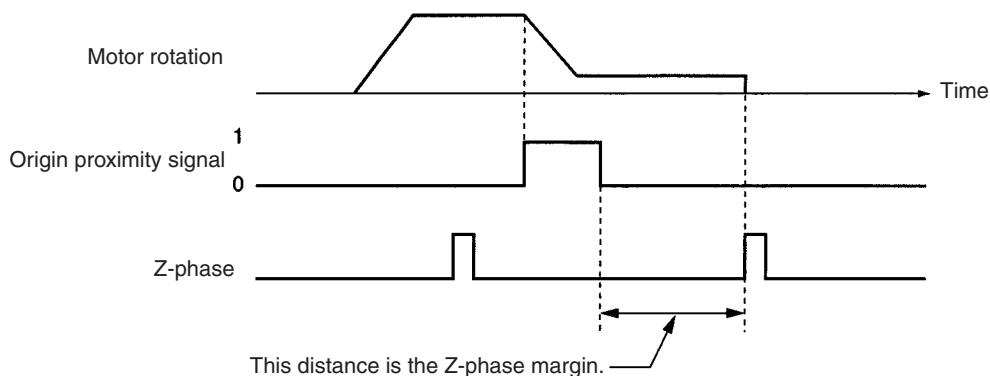 Motor rotation
Time
1
Origin proximity signal
0
Z-phase
This distance is the Z-phase margin.